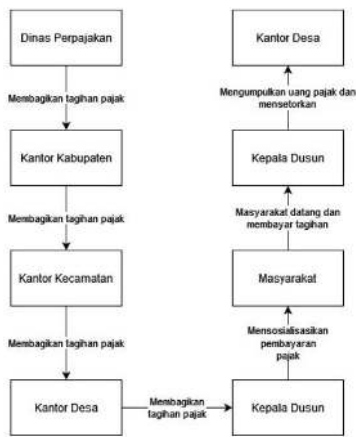 Dinas Perpajakan
Membagikan tagihan pajak
Kantor Kabupaten
Membagikan tagihan pajak
Kantor Kecamatan
Membagikan tagihan pajak
Kantor Desa
Membagikan
tagihan pajak
Kepala Dusun
Mensosialisasikan
pembayaran
pajak
Masyarakat
Masyarakat datang dan
membayar tagihan
Kepala Dusun
Mengumpulkan uang pajak dan
mensetorkan
Kantor Desa